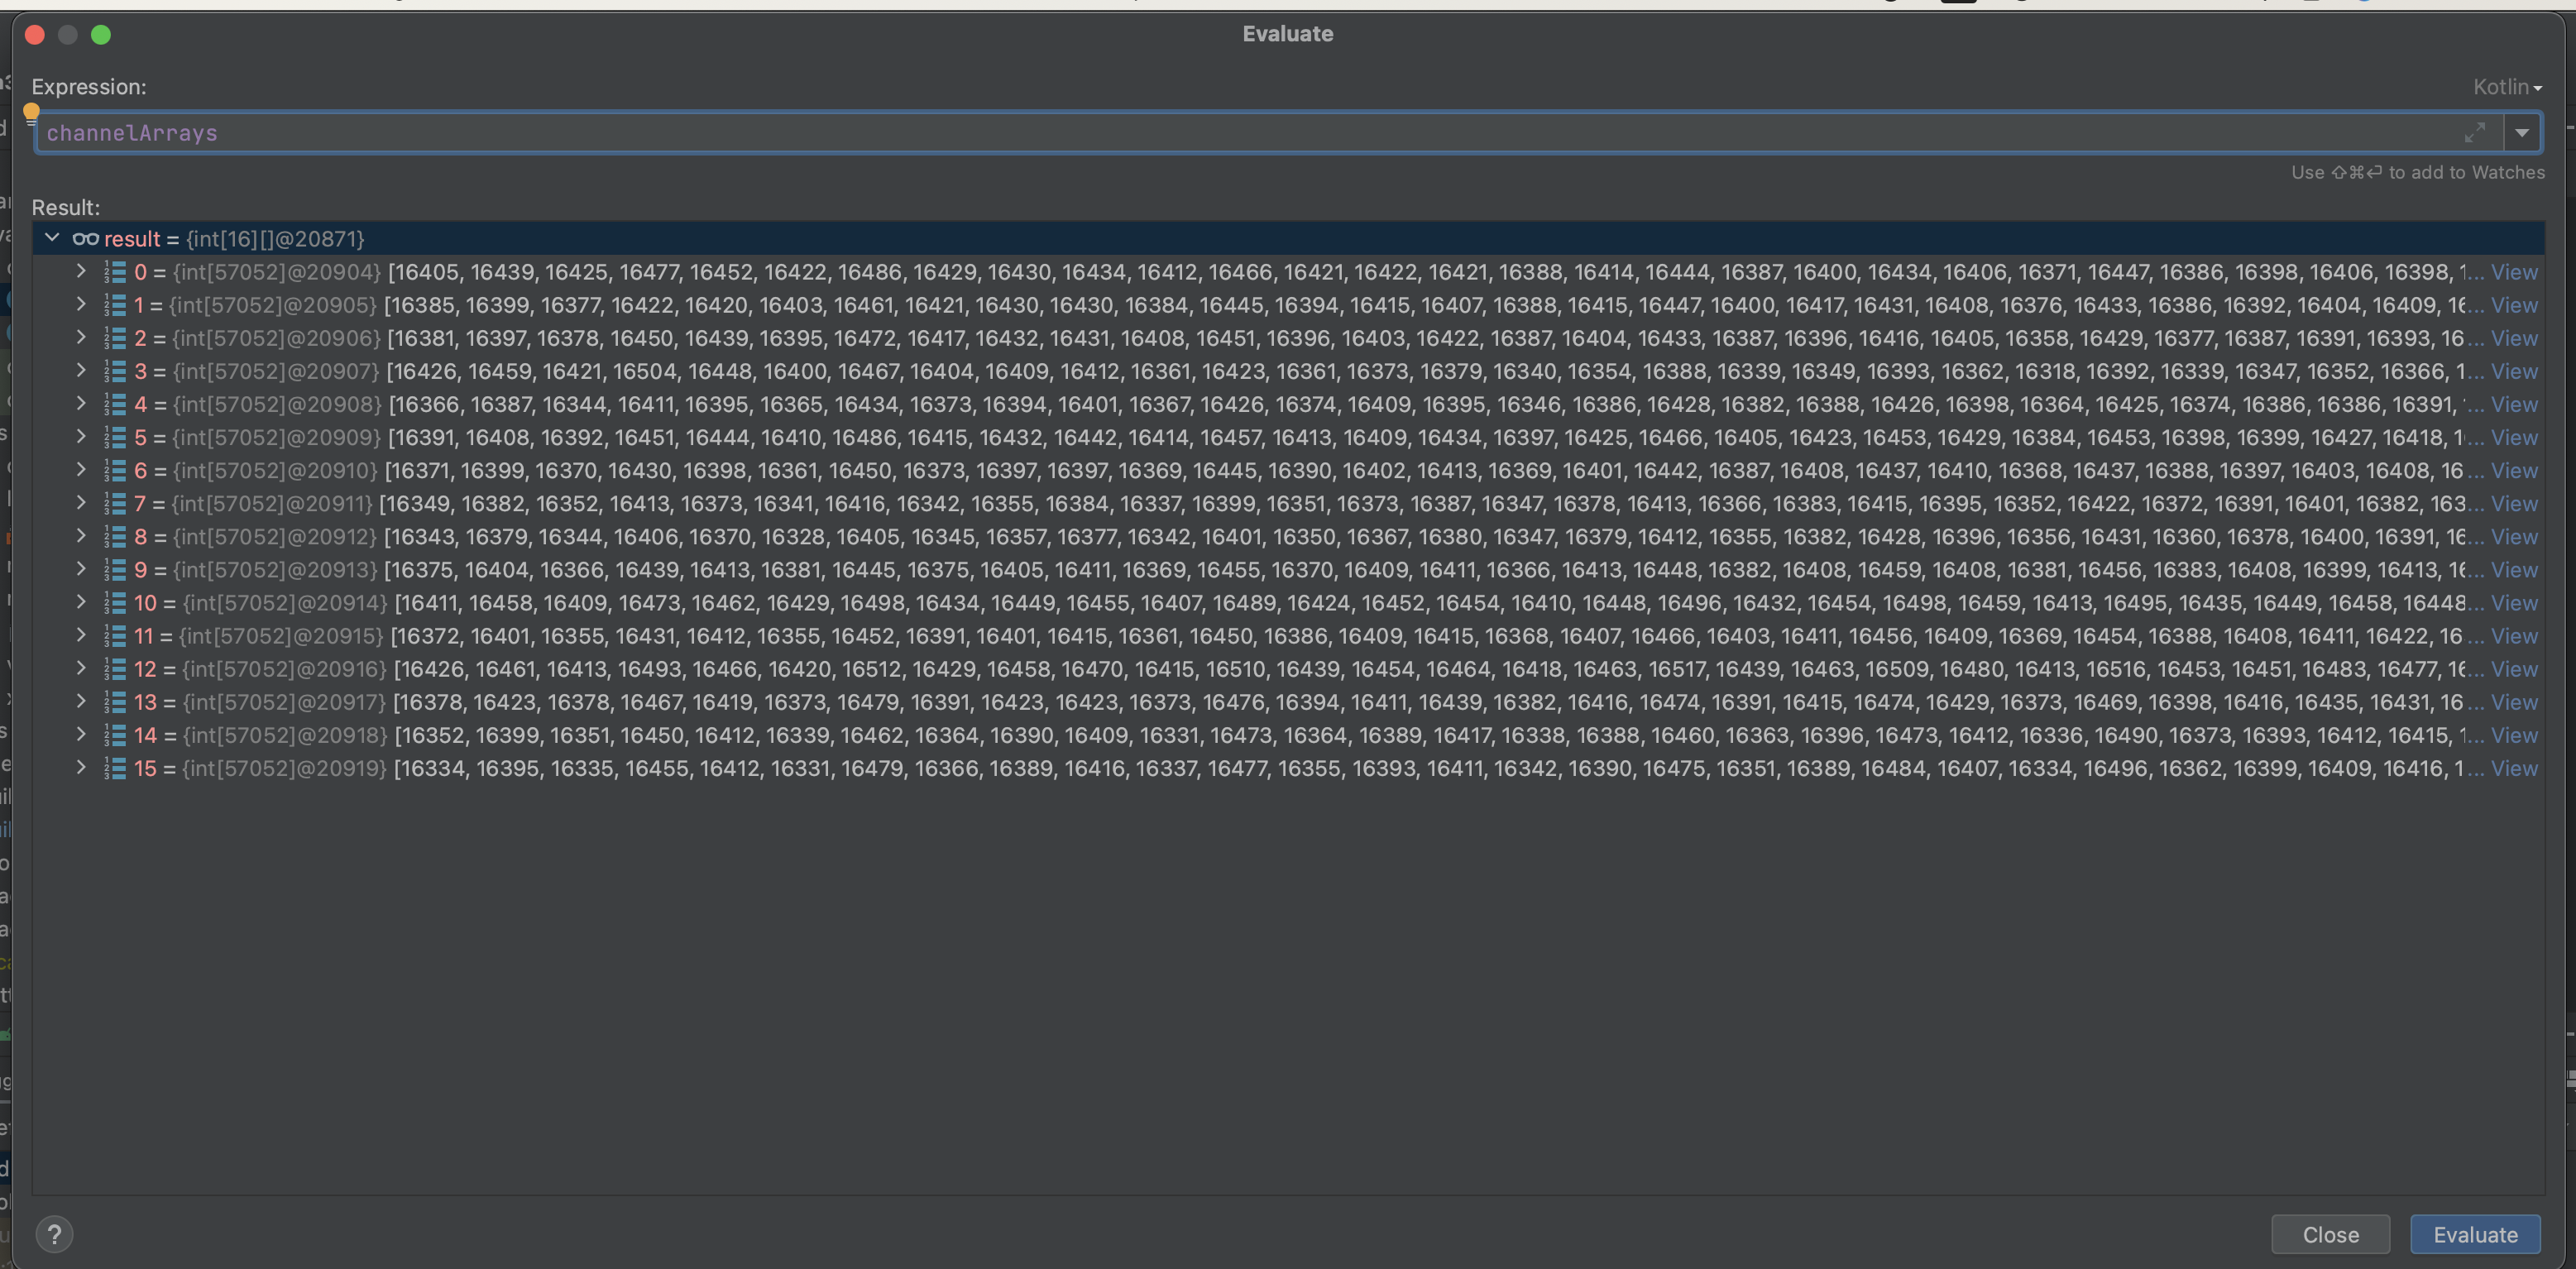 Evaluate
Expression:
Kotlin
channelArrays
Use ⇧⌘⏎ to add to Watches
Result:
result = {int[16][]@20871}
0 = {int[57052]@20904} [16405, 16439, 16425, 16477, 16452, 16422, 16486, 16429, 16430, 16434, 16412, 16466, 16421, 16422, 16421, 16388, 16414, 16444, 16387, 16400, 16434, 16406, 16371, 16447, 16386, 16398, 16406, 16398, 1... View
1 = {int[57052]@20905} [16385, 16399, 16377, 16422, 16420, 16403, 16461, 16421, 16430, 16430, 16384, 16445, 16394, 16415, 16407, 16388, 16415, 16447, 16400, 16417, 16431, 16408, 16376, 16433, 16386, 16392, 16404, 16409, 16... View
2 = {int[57052]@20906} [16381, 16397, 16378, 16450, 16439, 16395, 16472, 16417, 16432, 16431, 16408, 16451, 16396, 16403, 16422, 16387, 16404, 16433, 16387, 16396, 16416, 16405, 16358, 16429, 16377, 16387, 16391, 16393, 16... View
3 = {int[57052]@20907} [16426, 16459, 16421, 16504, 16448, 16400, 16467, 16404, 16409, 16412, 16361, 16423, 16361, 16373, 16379, 16340, 16354, 16388, 16339, 16349, 16393, 16362, 16318, 16392, 16339, 16347, 16352, 16366, 1... View
4 = {int[57052]@20908} [16366, 16387, 16344, 16411, 16395, 16365, 16434, 16373, 16394, 16401, 16367, 16426, 16374, 16409, 16395, 16346, 16386, 16428, 16382, 16388, 16426, 16398, 16364, 16425, 16374, 16386, 16386, 16391, ... View
5 = {int[57052]@20909} [16391, 16408, 16392, 16451, 16444, 16410, 16486, 16415, 16432, 16442, 16414, 16457, 16413, 16409, 16434, 16397, 16425, 16466, 16405, 16423, 16453, 16429, 16384, 16453, 16398, 16399, 16427, 16418, 1... View
6 = {int[57052]@20910} [16371, 16399, 16370, 16430, 16398, 16361, 16450, 16373, 16397, 16397, 16369, 16445, 16390, 16402, 16413, 16369, 16401, 16442, 16387, 16408, 16437, 16410, 16368, 16437, 16388, 16397, 16403, 16408, 16... View
7 = {int[57052]@20911} [16349, 16382, 16352, 16413, 16373, 16341, 16416, 16342, 16355, 16384, 16337, 16399, 16351, 16373, 16387, 16347, 16378, 16413, 16366, 16383, 16415, 16395, 16352, 16422, 16372, 16391, 16401, 16382, 163... View
8 = {int[57052]@20912} [16343, 16379, 16344, 16406, 16370, 16328, 16405, 16345, 16357, 16377, 16342, 16401, 16350, 16367, 16380, 16347, 16379, 16412, 16355, 16382, 16428, 16396, 16356, 16431, 16360, 16378, 16400, 16391, 16... View
9 = {int[57052]@20913} [16375, 16404, 16366, 16439, 16413, 16381, 16445, 16375, 16405, 16411, 16369, 16455, 16370, 16409, 16411, 16366, 16413, 16448, 16382, 16408, 16459, 16408, 16381, 16456, 16383, 16408, 16399, 16413, 16... View
10 = {int[57052]@20914} [16411, 16458, 16409, 16473, 16462, 16429, 16498, 16434, 16449, 16455, 16407, 16489, 16424, 16452, 16454, 16410, 16448, 16496, 16432, 16454, 16498, 16459, 16413, 16495, 16435, 16449, 16458, 16448... View
11 = {int[57052]@20915} [16372, 16401, 16355, 16431, 16412, 16355, 16452, 16391, 16401, 16415, 16361, 16450, 16386, 16409, 16415, 16368, 16407, 16466, 16403, 16411, 16456, 16409, 16369, 16454, 16388, 16408, 16411, 16422, 16... View
12 = {int[57052]@20916} [16426, 16461, 16413, 16493, 16466, 16420, 16512, 16429, 16458, 16470, 16415, 16510, 16439, 16454, 16464, 16418, 16463, 16517, 16439, 16463, 16509, 16480, 16413, 16516, 16453, 16451, 16483, 16477, 16... View
13 = {int[57052]@20917} [16378, 16423, 16378, 16467, 16419, 16373, 16479, 16391, 16423, 16423, 16373, 16476, 16394, 16411, 16439, 16382, 16416, 16474, 16391, 16415, 16474, 16429, 16373, 16469, 16398, 16416, 16435, 16431, 16... View
14 = {int[57052]@20918} [16352, 16399, 16351, 16450, 16412, 16339, 16462, 16364, 16390, 16409, 16331, 16473, 16364, 16389, 16417, 16338, 16388, 16460, 16363, 16396, 16473, 16412, 16336, 16490, 16373, 16393, 16412, 16415, 1... View
15 = {int[57052]@20919} [16334, 16395, 16335, 16455, 16412, 16331, 16479, 16366, 16389, 16416, 16337, 16477, 16355, 16393, 16411, 16342, 16390, 16475, 16351, 16389, 16484, 16407, 16334, 16496, 16362, 16399, 16409, 16416, 1... View
?
Close
Evaluate